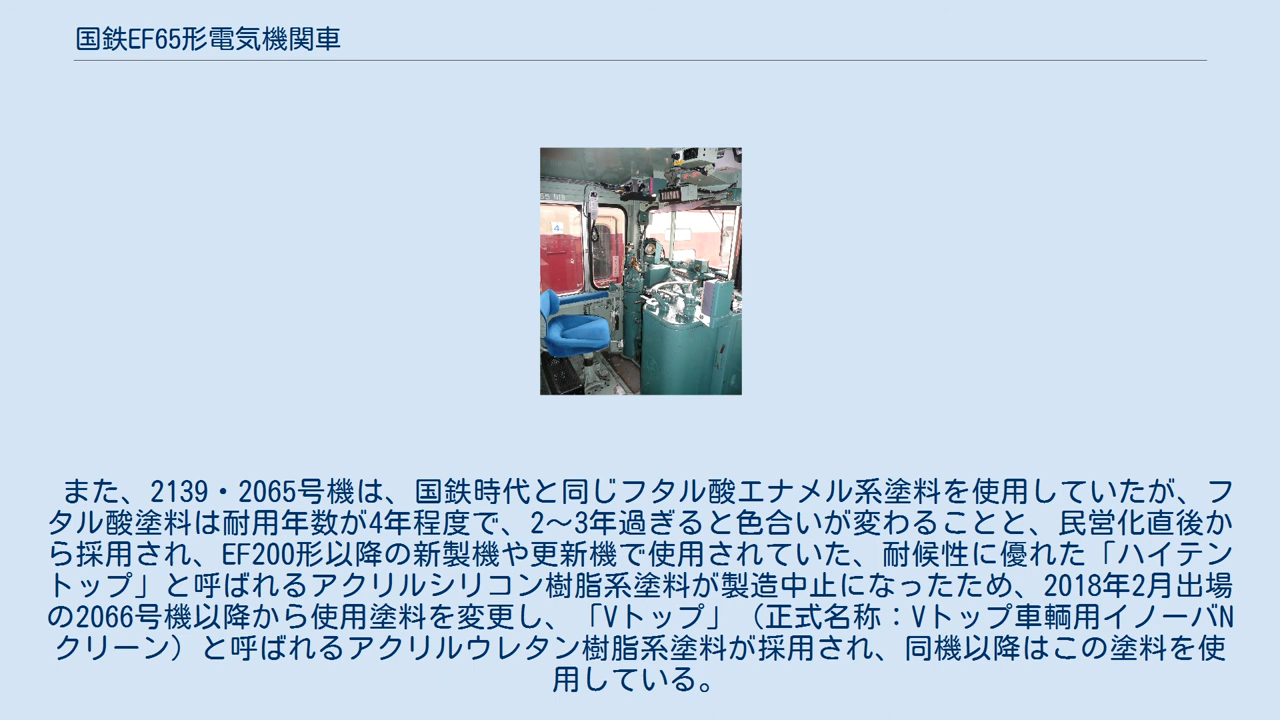 国鉄EF65形電気機関車
4
また、2139・2065号機は、国鉄時代と同じフタル酸エナメル系塗料を使用していたが、フ
タル酸塗料は耐用年数が4年程度で、2〜3年過ぎると色合いが変わることと、民営化直後か
ら採用され、EF200形以降の新製機や更新機で使用されていた、耐候性に優れた「ハイテン
トップ」と呼ばれるアクリルシリコン樹脂系塗料が製造中止になったため、2018年2月出場
の2066号機以降から使用塗料を変更し、「Vトップ」（正式名称：Vトップ車輌用イノーバN
クリーン）と呼ばれるアクリルウレタン樹脂系塗料が採用され、同機以降はこの塗料を使
用している。